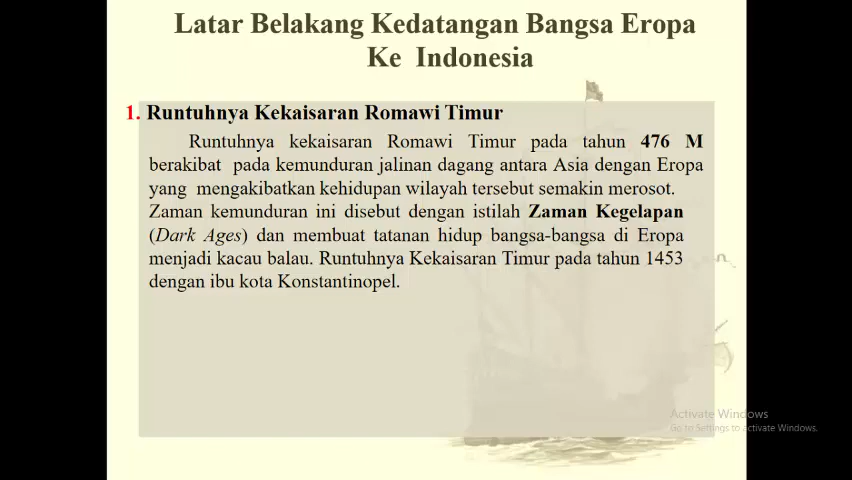 Latar Belakang Kedatangan Bangsa Eropa
Ke Indonesia
1. Runtuhnya Kekaisaran Romawi Timur
Runtuhnya kekaisaran Romawi Timur pada tahun 476 M
berakibat pada kemunduran jalinan dagang antara Asia dengan Eropa
yang mengakibatkan kehidupan wilayah tersebut semakin merosot.
Zaman kemunduran ini disebut dengan istilah Zaman Kegelapan
(Dark Ages) dan membuat tatanan hidup bangsa-bangsa di Eropa
menjadi kacau balau. Runtuhnya Kekaisaran Timur pada tahun 1453
dengan ibu kota Konstantinopel.
Activate Windows
Go to Settings to activate Windows.